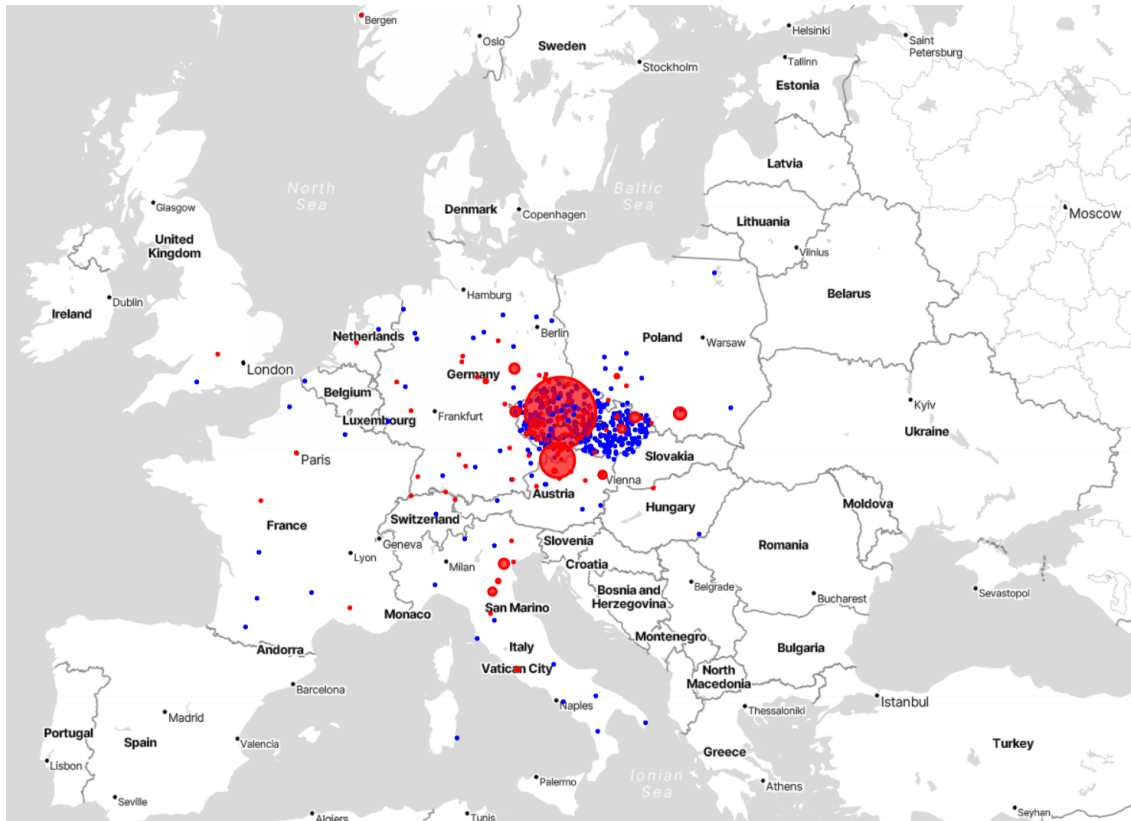 Bergen
Oslo
Sweden
Stockholm
Helsinki
Tallinn
Saint
Petersburg
Estonia
Latvia
North
Sea
Baltic
Sea
Glasgow
United
Kingdom
Denmark
Copenhagen
Lithuania
Vilnius
Moscow
Dublin
Ireland
Hamburg
Belarus
Netherlands
Berlin
Poland
Warsaw
London
Germany
Belgium
Kyiv
Luxembourg
Frankfurt
Ukraine
Paris
Slovakia
Vienna
Austria
Moldova
Hungary
Switzerland
France
Geneva
Slovenia
Romania
Lyon
Milan
Croatia
Belgrade
Bosnia and
Herzegovina
Bucharest
Sevastopol
Monaco
San Marino
Montenegro
Italy
Bulgaria
Andorra
Vatican City
North
Macedonia
Barcelona
Naples
Istanbul
Thessaloniki
Madrid
Portugal
Spain
Valencia
Greece
Turkey
Lisbon
Palermo
Ionian
Sea
Athens
Seville
Seyhan
Algiers
Tunis